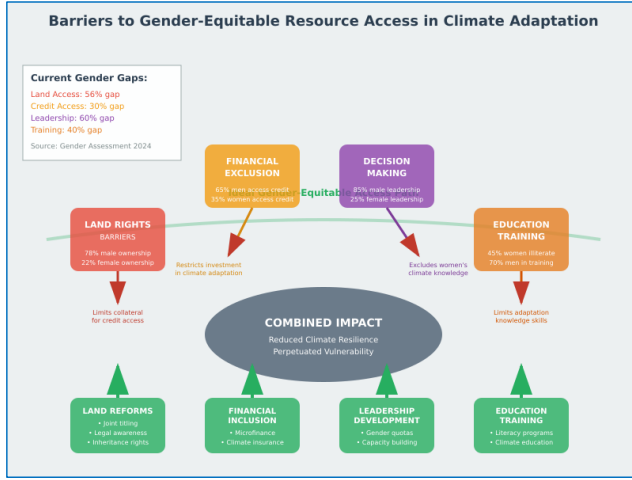 Barriers to Gender-Equitable Resource Access in Climate Adaptation
Current Gender Gaps:
Land Access: 56% gap
Credit Access: 30% gap
Leadership: 60% gap
Training: 40% gap
Source: Gender Assessment 2024
FINANCIAL
EXCLUSION
65% men access credit
35% women access credit
DECISION
MAKING
85% male leadership
25% female leadership
Gender-Equitable
LAND RIGHTS
BARRIERS
78% male ownership
22% female ownership
EDUCATION
TRAINING
45% women illiterate
70% men in training
Restricts investment
in climate adaptation
Excludes women's
climate knowledge
Limits collateral
for credit access
Limits adaptation
knowledge skills
COMBINED IMPACT
Reduced Climate Resilience
Perpetuated Vulnerability
LAND REFORMS
• Joint titling
• Legal awareness
• Inheritance rights
FINANCIAL
INCLUSION
• Microfinance
• Climate insurance
LEADERSHIP
DEVELOPMENT
• Gender quotas
• Capacity building
EDUCATION
TRAINING
• Literacy programs
• Climate education